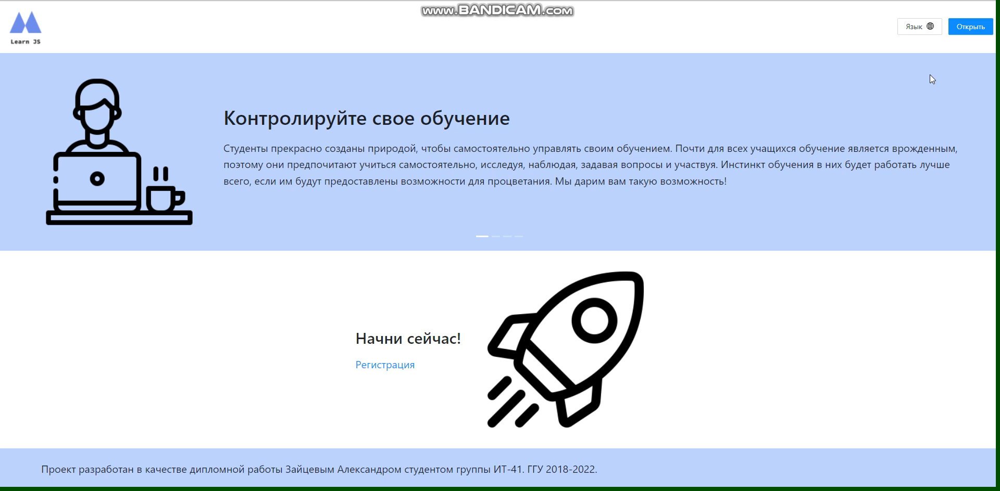 www.BANDICAM.com
Learn JS
Язык
Открыть
Контролируйте свое обучение
Студенты прекрасно созданы природой, чтобы самостоятельно управлять своим обучением. Почти для всех учащихся обучение является врожденным,
поэтому они предпочитают учиться самостоятельно, исследуя, наблюдая, задавая вопросы и участвуя. Инстинкт обучения в них будет работать лучше
всего, если им будут предоставлены возможности для процветания. Мы дарим вам такую возможность!
Начни сейчас!
Регистрация
Проект разработан в качестве дипломной работы Зайцевым Александром студентом группы ИТ-41. ГГУ 2018-2022.